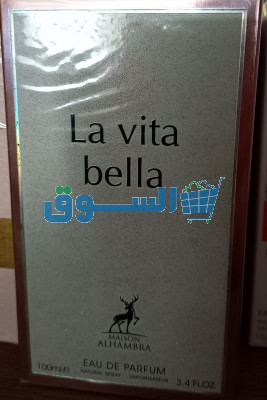 La vita
bella
السوق
MAISON
ALHAMBRA
100ml℮
EAU DE PARFUM
NATURAL SPRAY VAPORISATEUR
3.4 FL.OZ.